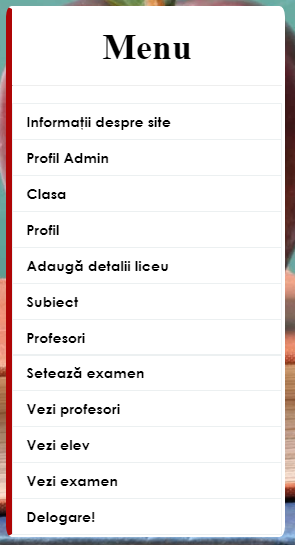 Menu
Informații despre site
Profil Admin
Clasa
Profil
Adaugă detalii liceu
Subiect
Profesori
Setează examen
Vezi profesori
Vezi elev
Vezi examen
Delogare!